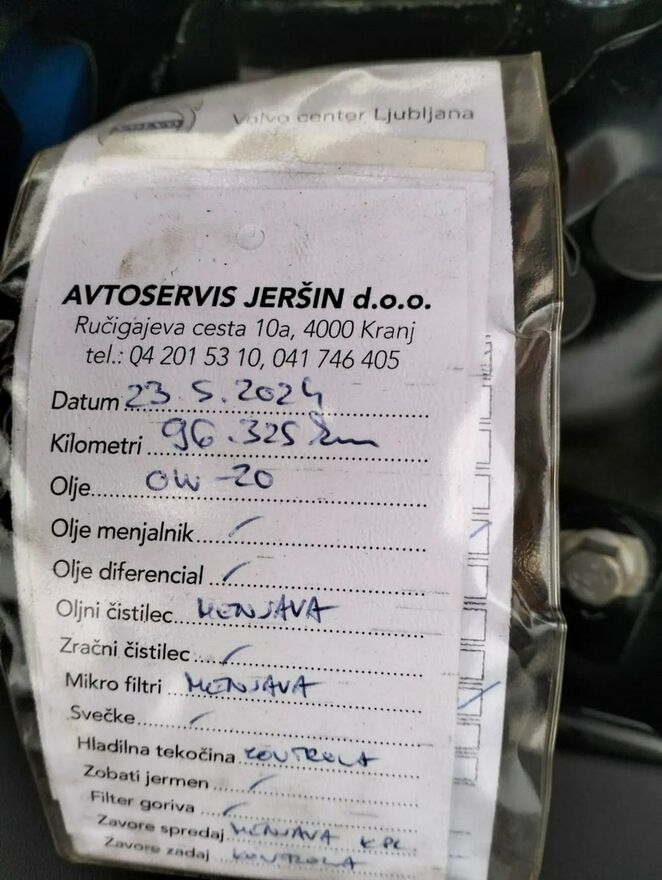 VOLVO
Volvo center Ljubljana
AVTOSERVIS JERŠIN d.o.o.
Ručigajeva cesta 10a, 4000 Kranj
tel.: 04 201 53 10, 041 746 405
Datum 23.5.2024
Kilometri 96.325 km
Olje 0W-20
Olje menjalnik /
Olje diferencial /
Oljni čistilec MENJAVA
Zračni čistilec /
Mikro filtri MENJAVA
Svečke /
Hladilna tekočina KONTROLA
Zobati jermen /
Filter goriva /
Zavore spredaj MENJAVA KPL
Zavore zadaj KONTROLA